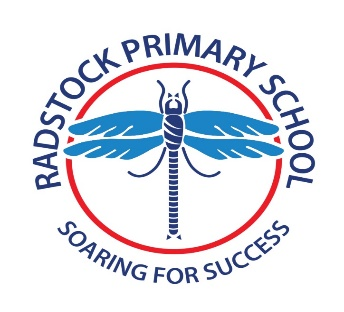 RADSTOCK PRIMARY SCHOOL
SOARING FOR SUCCESS